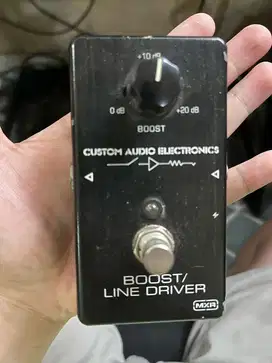 +10 dB
0 dB +20 dB
BOOST
CUSTOM AUDIO ELECTRONICS
BOOST/
LINE DRIVER
MXR